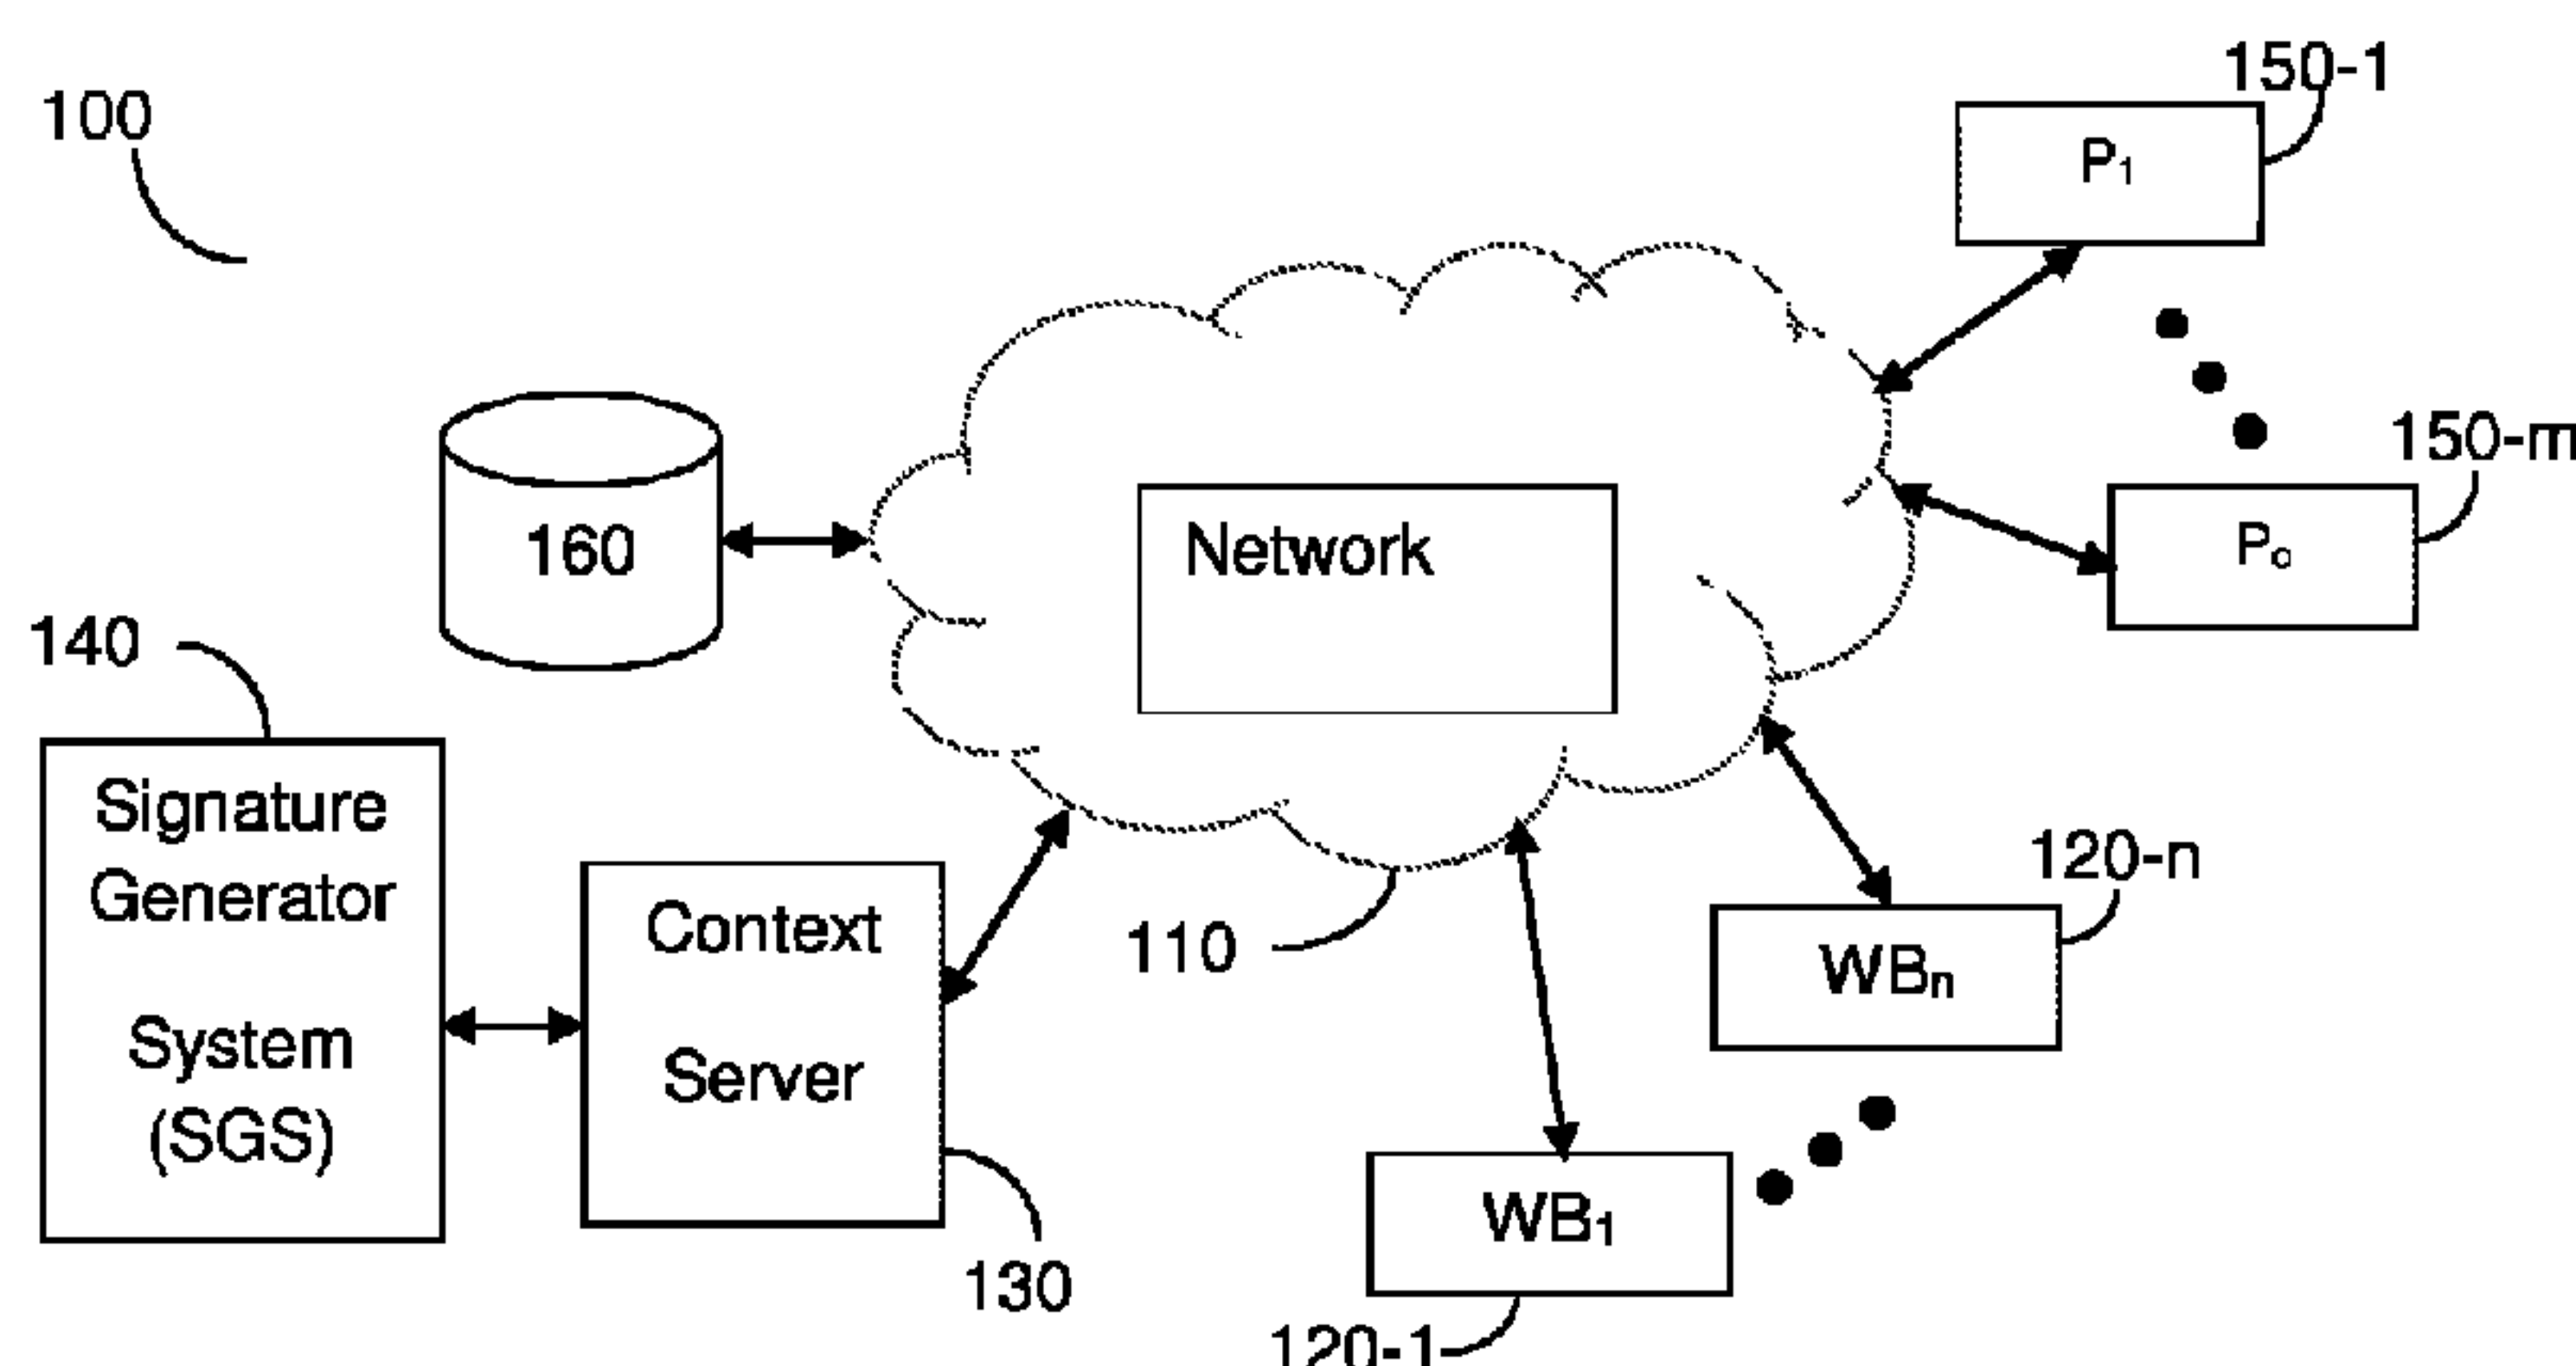 150-1
100
P1
150-m
Network
Po
160
140
Signature
Generator
System
(SGS)
Context
Server
120-n
110
WBn
WB1
130
120-1